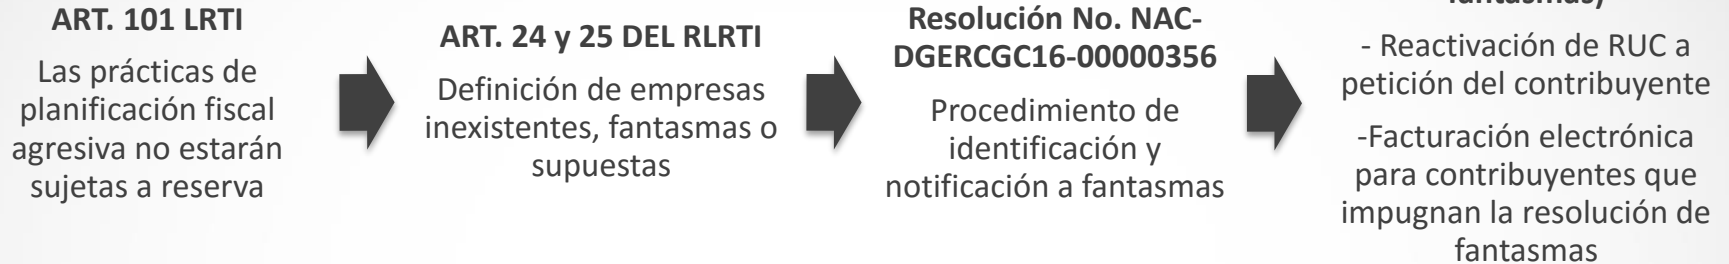 ART. 101 LRTI
Las prácticas de
planificación fiscal
agresiva no estarán
sujetas a reserva
ART. 24 y 25 DEL RLRTI
Definición de empresas
inexistentes, fantasmas o
supuestas
Resolución No. NAC-
DGERCGC16-00000356
Procedimiento de
identificación y
notificación a fantasmas
fantasmas)
- Reactivación de RUC a
petición del contribuyente
-Facturación electrónica
para contribuyentes que
impugnan la resolución de
fantasmas